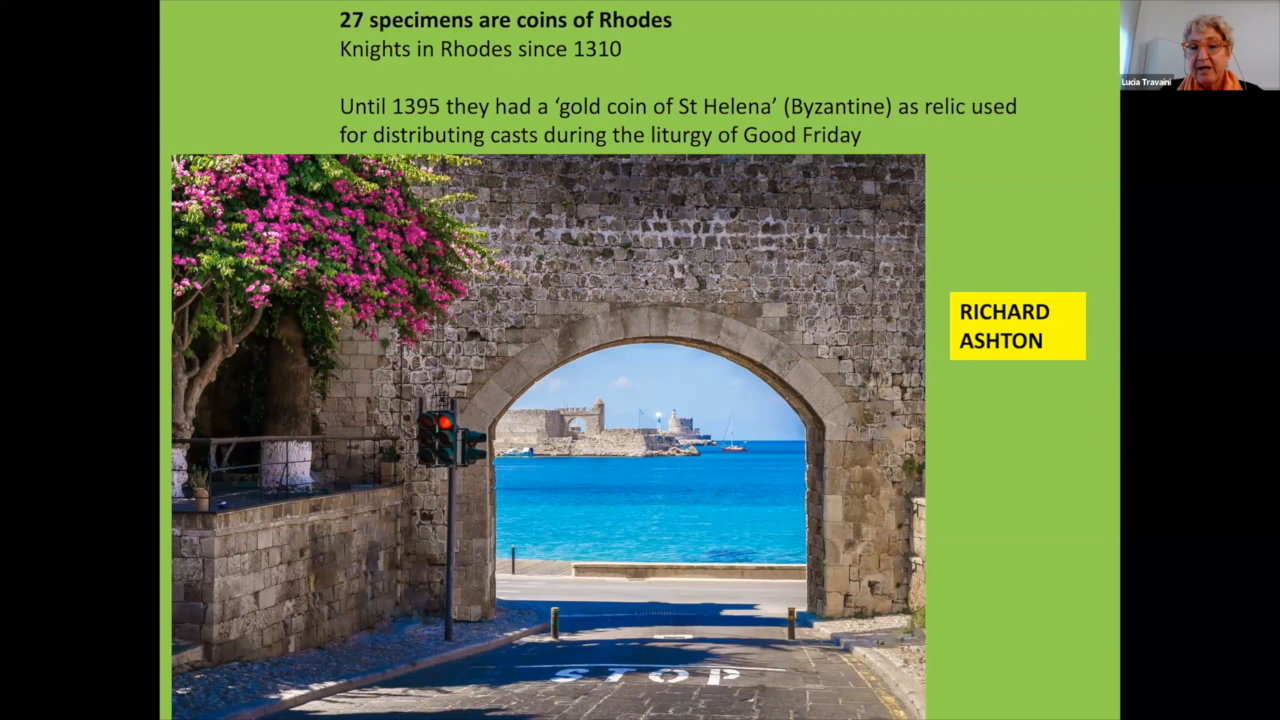 27 specimens are coins of Rhodes
Knights in Rhodes since 1310
Until 1395 they had a ‘gold coin of St Helena’ (Byzantine) as relic used
for distributing casts during the liturgy of Good Friday
RICHARD
ASHTON
Lucia Travaini
STOP